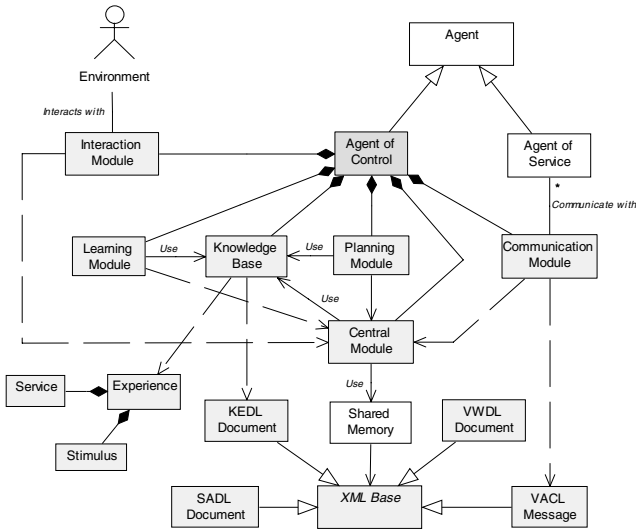 Agent
Environment
Interacts with
Interaction
Module
Agent of
Control
Agent of
Service
*
Communicate with
Learning
Module
Use
Knowledge
Base
Use
Planning
Module
Communication
Module
Use
Central
Module
Service
Experience
Use
Stimulus
KEDL
Document
Shared
Memory
VWDL
Document
SADL
Document
XML Base
VACL
Message